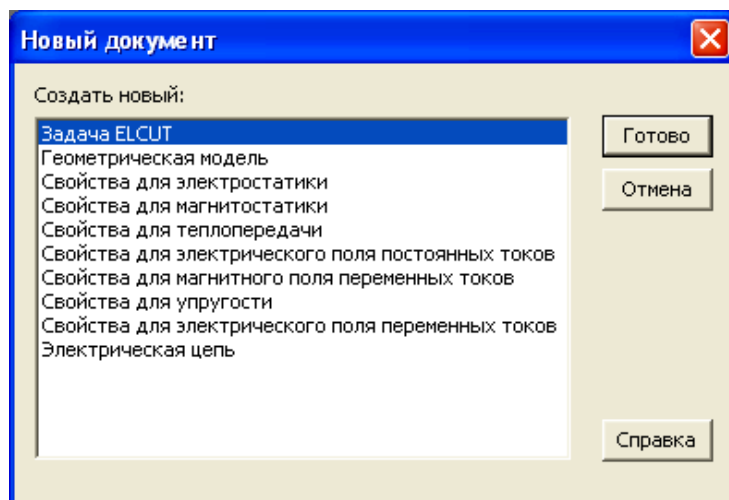 Новый документ
Создать новый:
Задача ELCUT
Геометрическая модель
Свойства для электростатики
Свойства для магнитостатики
Свойства для теплопередачи
Свойства для электрического поля постоянных токов
Свойства для магнитного поля переменных токов
Свойства для упругости
Свойства для электрического поля переменных токов
Электрическая цепь
Готово
Отмена
Справка